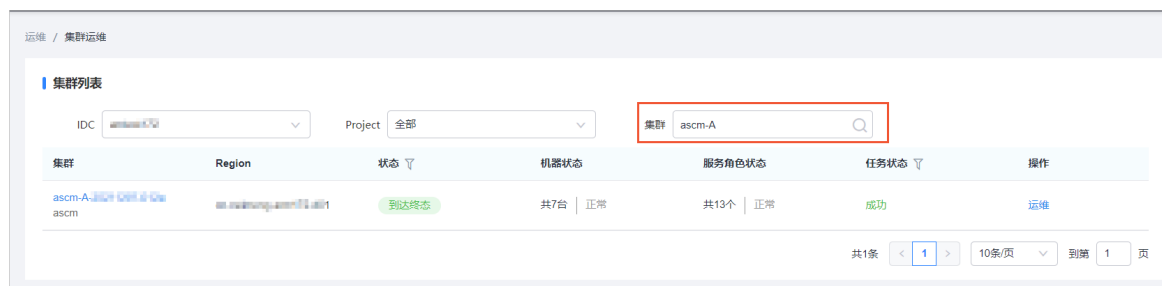 运维 / 集群运维
集群列表
IDC Project 全部 集群 ascm-A
集群 Region 状态 机器状态 服务角色状态 任务状态 操作
ascm-A- 到达终态 共7台 正常 共13个 正常 成功 运维
ascm
共1条 < 1 > 10条/页 到第 1 页